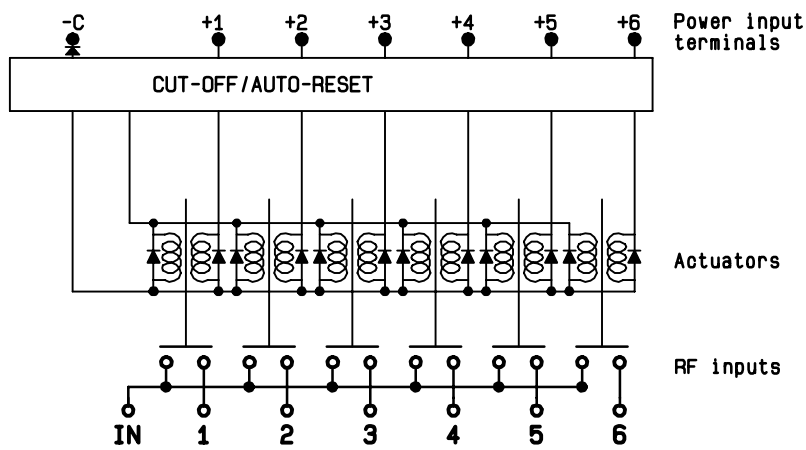 -C +1 +2 +3 +4 +5 +6 Power input
terminals
CUT-OFF/AUTO-RESET
Actuators
RF inputs
IN 1 2 3 4 5 6